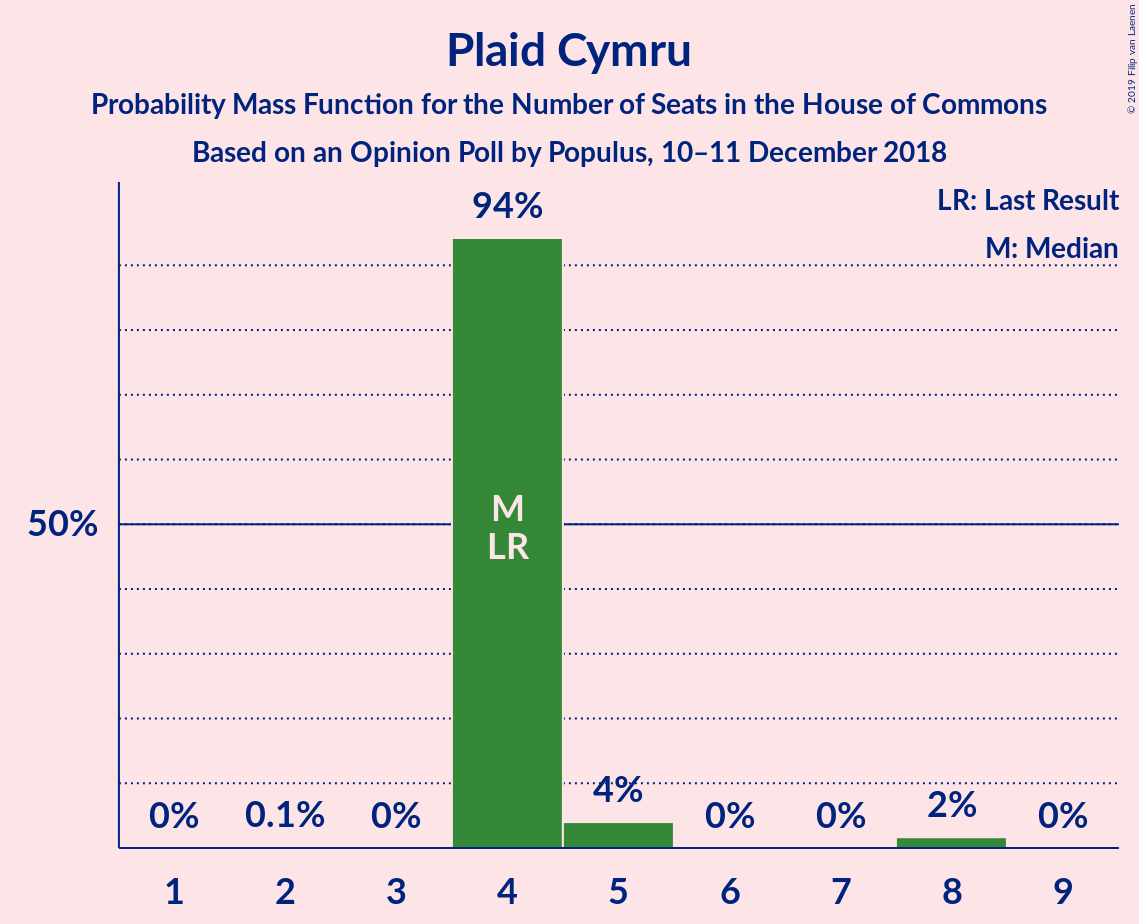 Plaid Cymru
Probability Mass Function for the Number of Seats in the House of Commons
Based on an Opinion Poll by Populus, 10–11 December 2018
© 2019 Filip van Laenen
LR: Last Result
M: Median
94%
50%
M
LR
0%
0.1%
0%
4%
0%
0%
2%
0%
1
2
3
4
5
6
7
8
9